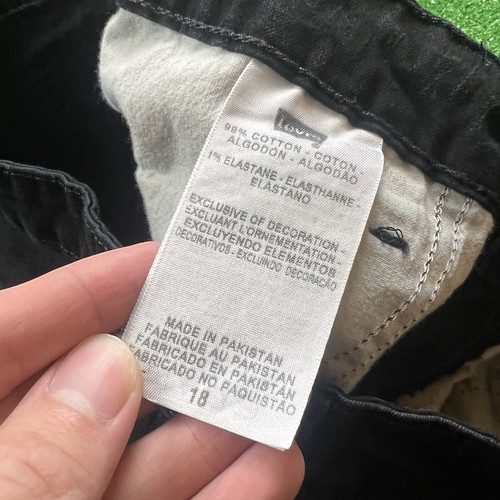 Levi's
99% COTTON - COTON -
ALGODÓN - ALGODÃO
1% ELASTANE - ELASTHANNE -
ELASTANO
EXCLUSIVE OF DECORATION -
EXCLUANT L'ORNEMENTATION -
EXCLUYENDO ELEMENTOS
DECORATIVOS - EXCLUINDO DECORAÇÃO
MADE IN PAKISTAN
FABRIQUE AU PAKISTAN
FABRICADO EN PAKISTÁN
FABRICADO NO PAQUISTÃO
18